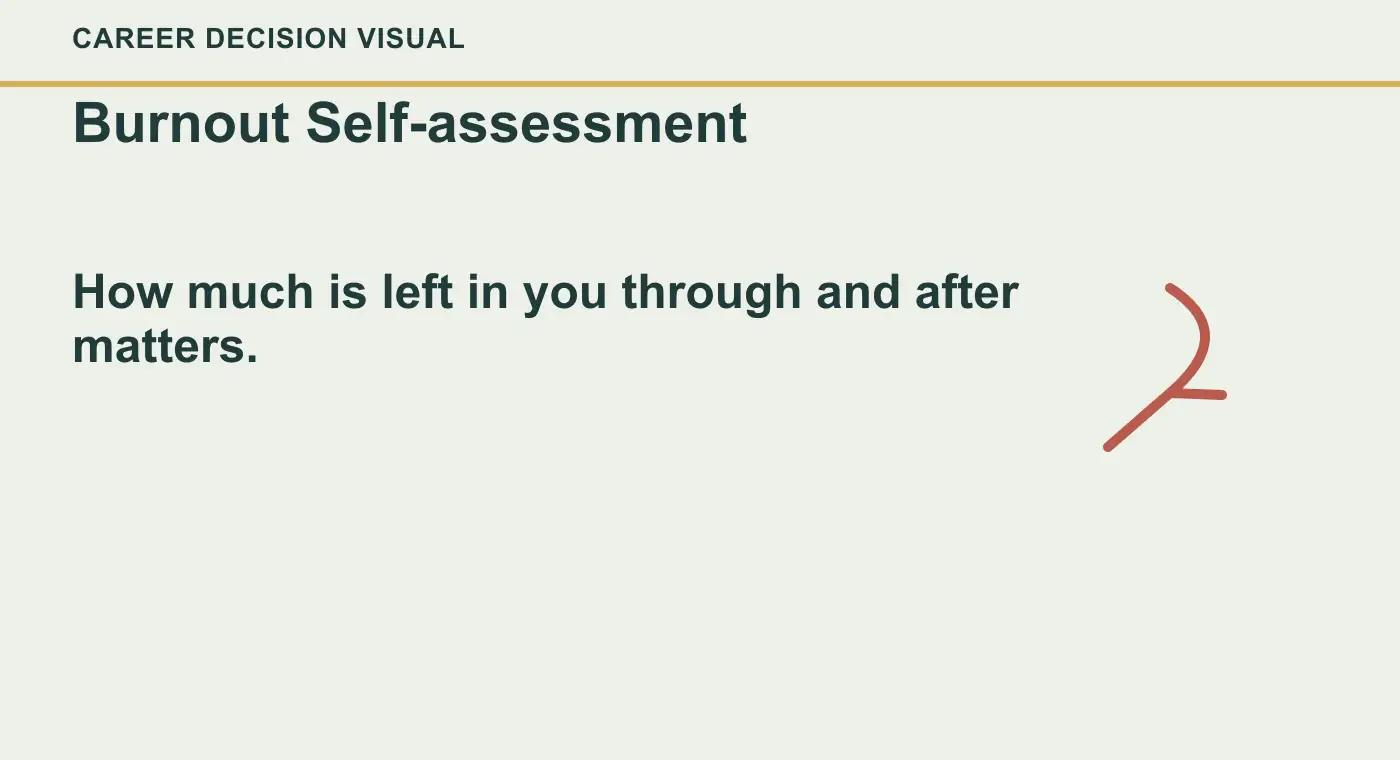 CAREER DECISION VISUAL
Burnout Self-assessment
How much is left in you through and after
matters.